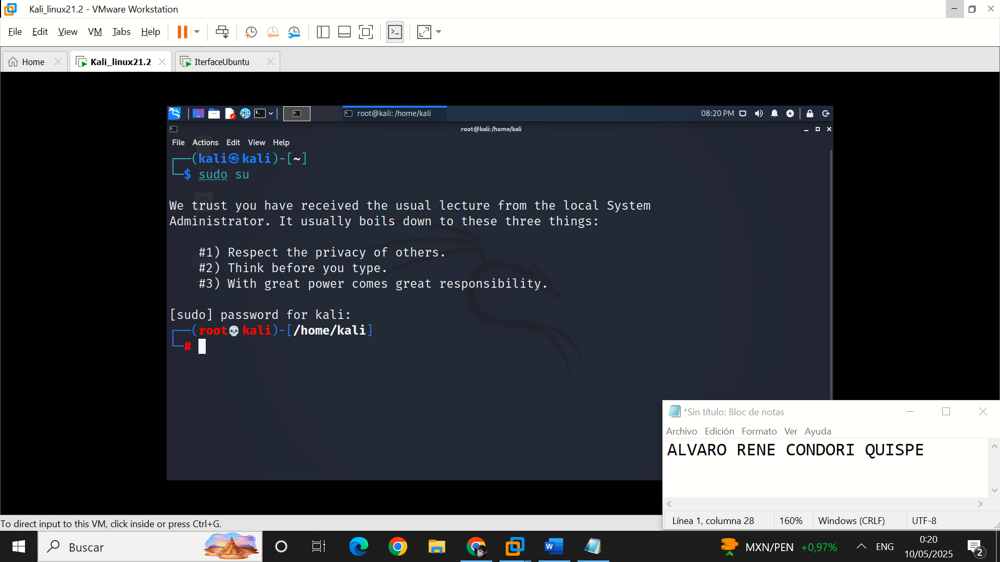 Kali_linux21.2 - VMware Workstation
File Edit View VM Tabs Help
Home Kali_linux21.2 IterfaceUbuntu
root@kali: /home/kali 08:20 PM
root@kali: /home/kali
File Actions Edit View Help
┌──(kali㉿kali)-[~]
└─$ sudo su
We trust you have received the usual lecture from the local System
Administrator. It usually boils down to these three things:
#1) Respect the privacy of others.
#2) Think before you type.
#3) With great power comes great responsibility.
[sudo] password for kali:
┌──(root💀kali)-[/home/kali]
└─#
*Sin título: Bloc de notas
Archivo Edición Formato Ver Ayuda
ALVARO RENE CONDORI QUISPE
Línea 1, columna 28 160% Windows (CRLF) UTF-8
To direct input to this VM, click inside or press Ctrl+G.
Buscar MXN/PEN +0,97% ENG 0:20
10/05/2025 2